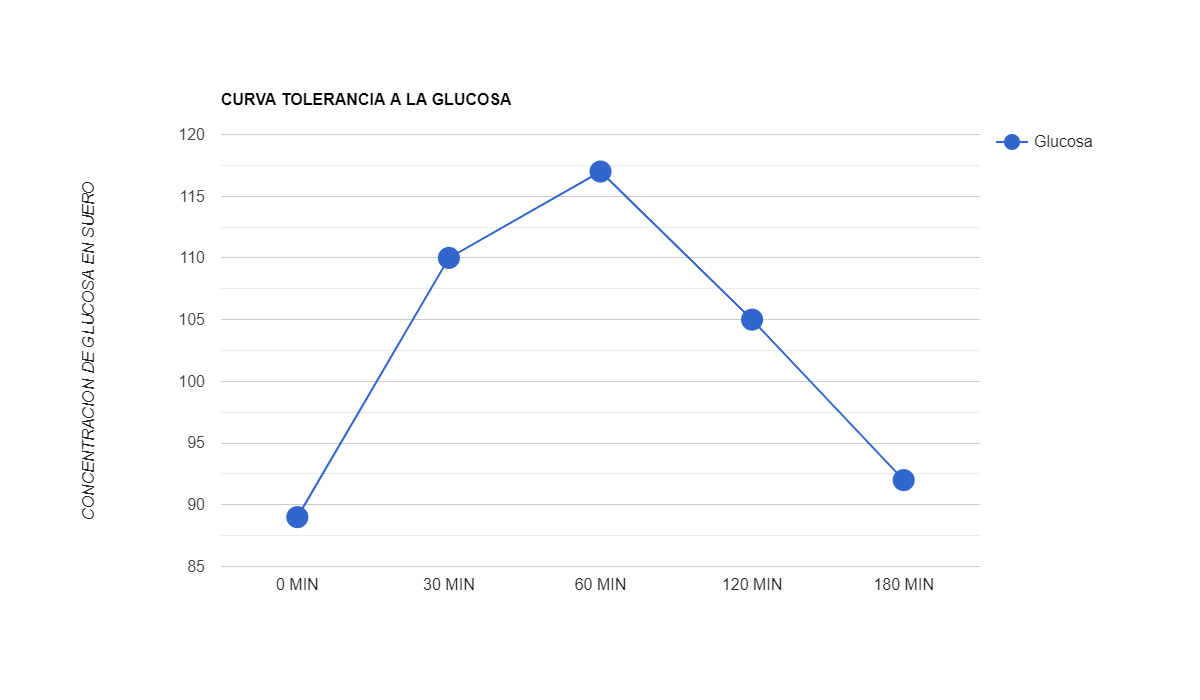 CURVA TOLERANCIA A LA GLUCOSA
Glucosa
CONCENTRACION DE GLUCOSA EN SUERO
120
115
110
105
100
95
90
85
0 MIN
30 MIN
60 MIN
120 MIN
180 MIN